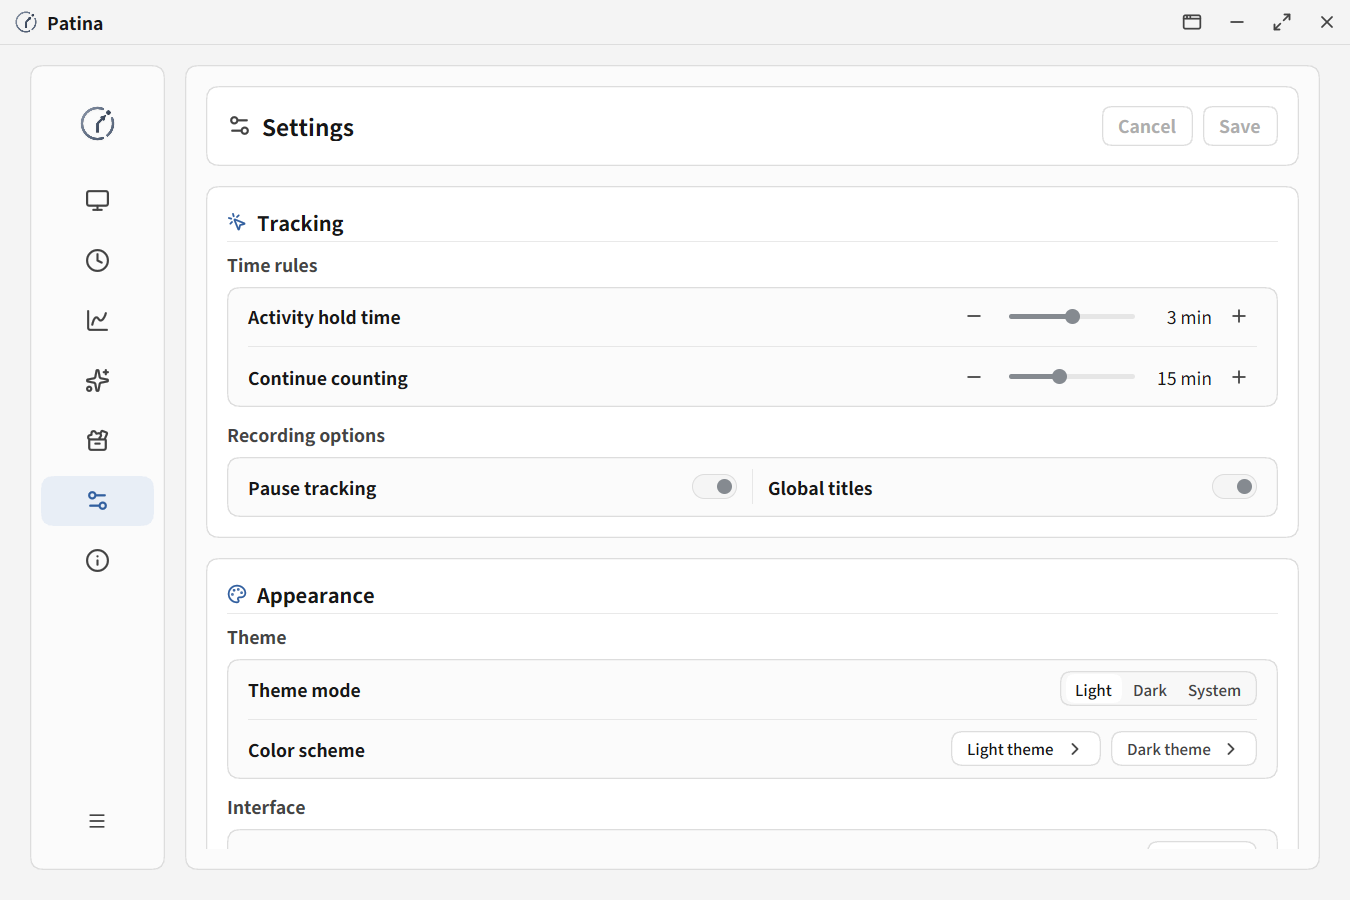 Patina
Settings
Cancel
Save
Tracking
Time rules
Activity hold time
3 min
Continue counting
15 min
Recording options
Pause tracking
Global titles
Appearance
Theme
Theme mode
Light
Dark
System
Color scheme
Light theme
Dark theme
Interface